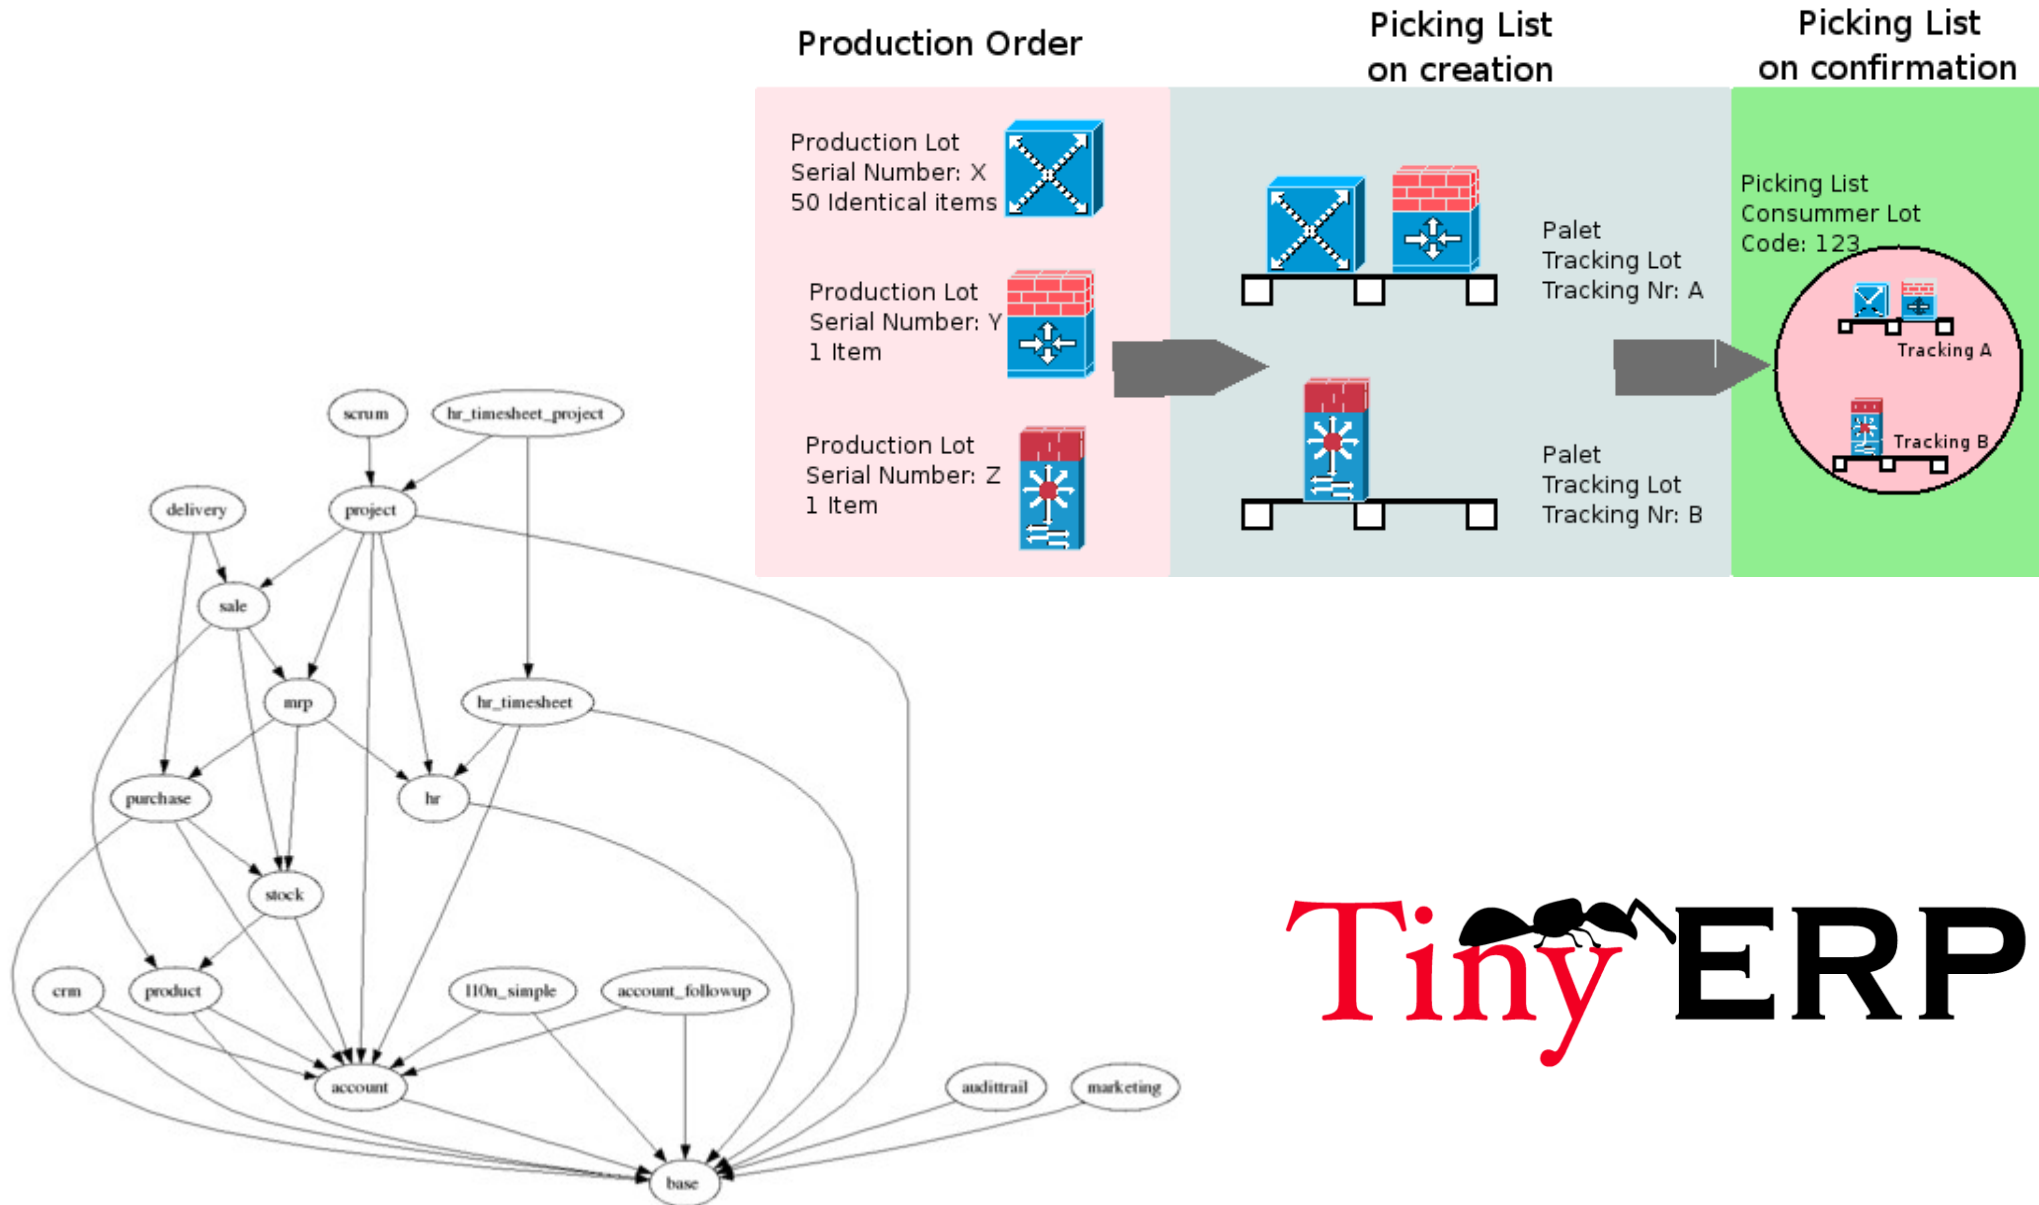 Production Order
Picking List
on creation
Picking List
on confirmation
Production Lot
Serial Number: X
50 Identical items
Production Lot
Serial Number: Y
1 Item
Production Lot
Serial Number: Z
1 Item
Palet
Tracking Lot
Tracking Nr: A
Palet
Tracking Lot
Tracking Nr: B
Picking List
Consummer Lot
Code: 123
Tracking A
Tracking B
scrum
hr_timesheet_project
delivery
project
sale
mrp
hr_timesheet
purchase
hr
stock
crm
product
l10n_simple
account_followup
account
audittrail
marketing
base
Tiny ERP